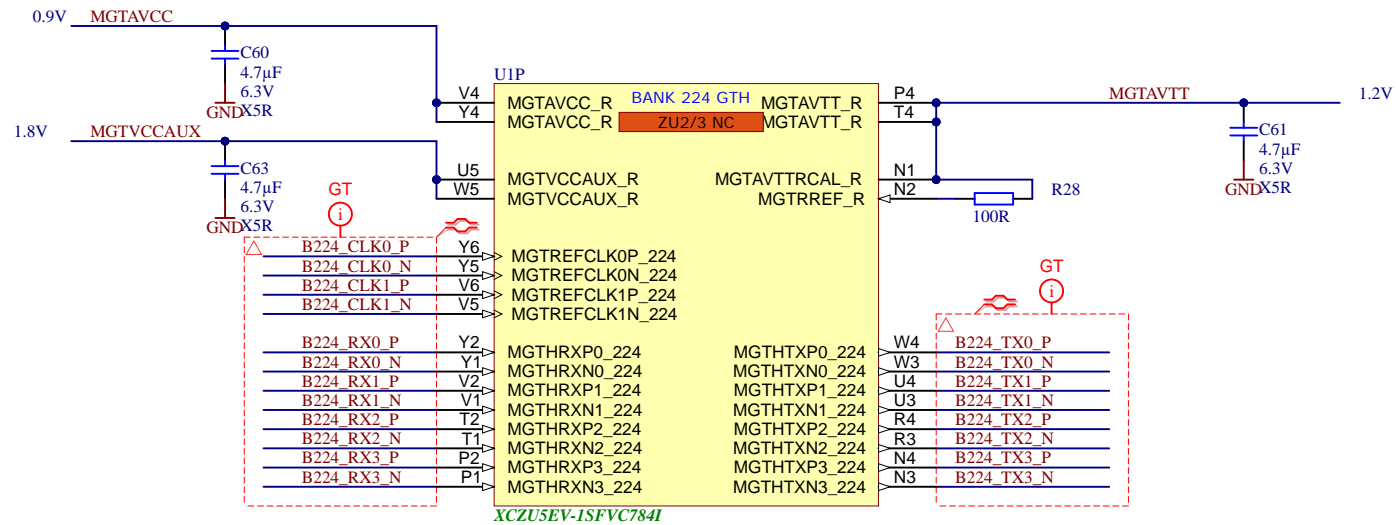 0.9V
MGTAVCC
C60
4.7µF
6.3V
X5R
GND
1.8V
MGTVCCAUX
C63
4.7µF
6.3V
X5R
GND
U1P
BANK 224 GTH
ZU2/3 NC
V4 MGTAVCC_R
Y4 MGTAVCC_R
U5 MGTVCCAUX_R
W5 MGTVCCAUX_R
MGTAVTT_R P4
MGTAVTT_R T4
MGTAVTTRCAL_R N1
MGTRREF_R N2
MGTAVTT
1.2V
C61
4.7µF
6.3V
X5R
GND
R28
100R
GT
i
B224_CLK0_P Y6 MGTREFCLK0P_224
B224_CLK0_N Y5 MGTREFCLK0N_224
B224_CLK1_P V6 MGTREFCLK1P_224
B224_CLK1_N V5 MGTREFCLK1N_224
B224_RX0_P Y2 MGTHRXP0_224
B224_RX0_N Y1 MGTHRXN0_224
B224_RX1_P V2 MGTHRXP1_224
B224_RX1_N V1 MGTHRXN1_224
B224_RX2_P T2 MGTHRXP2_224
B224_RX2_N T1 MGTHRXN2_224
B224_RX3_P P2 MGTHRXP3_224
B224_RX3_N P1 MGTHRXN3_224
GT
i
MGTHTXP0_224 W4 B224_TX0_P
MGTHTXN0_224 W3 B224_TX0_N
MGTHTXP1_224 U4 B224_TX1_P
MGTHTXN1_224 U3 B224_TX1_N
MGTHTXP2_224 R4 B224_TX2_P
MGTHTXN2_224 R3 B224_TX2_N
MGTHTXP3_224 N4 B224_TX3_P
MGTHTXN3_224 N3 B224_TX3_N
XCZU5EV-1SFVC784I